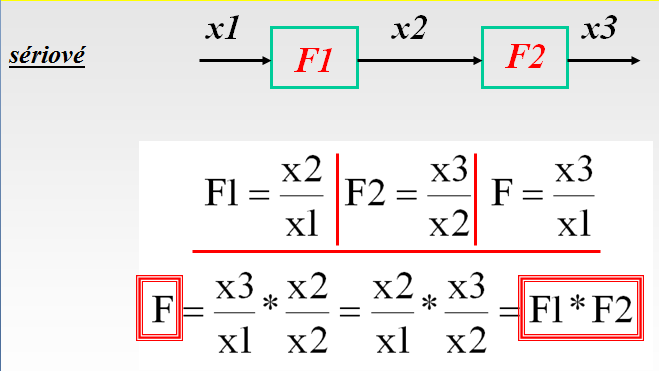 x1 x2 x3
sériové F1 F2
F1 = x2/x1 | F2 = x3/x2 | F = x3/x1
F = x3/x1 * x2/x2 = x2/x1 * x3/x2 = F1 * F2